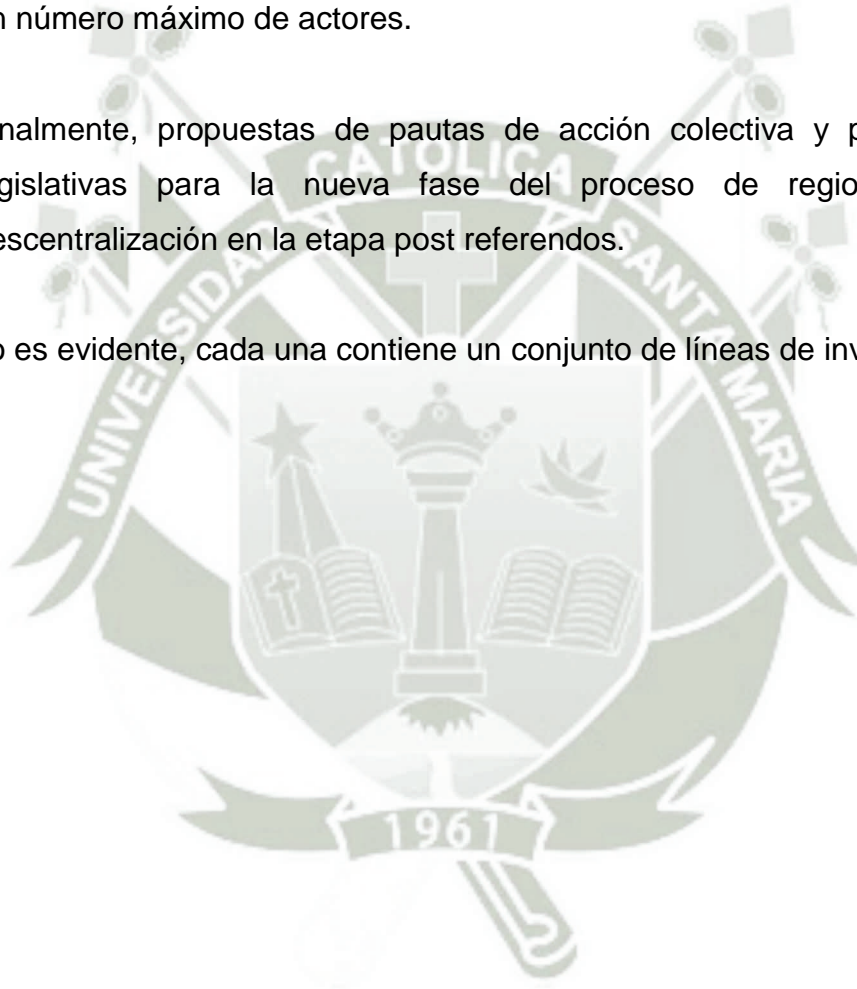 n número máximo de actores.
nalmente, propuestas de pautas de acción colectiva y p
gislativas para la nueva fase del proceso de regio
escentralización en la etapa post referendos.
o es evidente, cada una contiene un conjunto de líneas de inv
UNIVERSIDAD CATÓLICA SANTA MARIA
1961